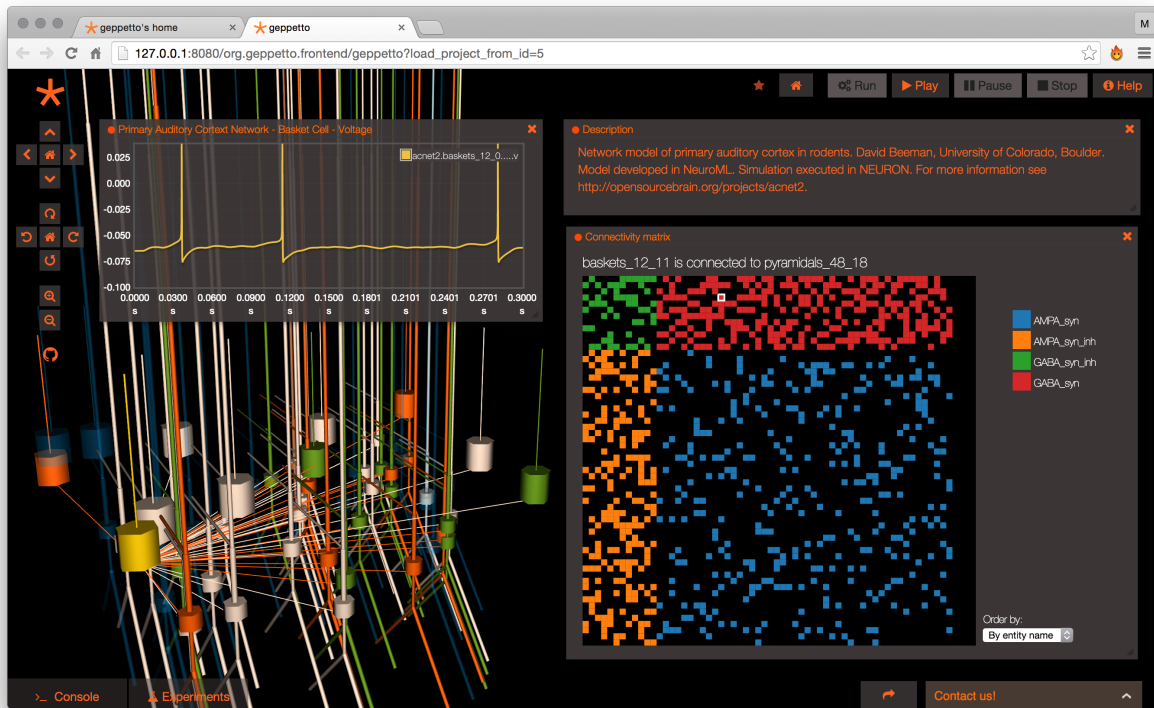 geppetto's home
geppetto
M
127.0.0.1:8080/org.geppetto.frontend/geppetto?load_project_from_id=5
Run
Play
Pause
Stop
Help
Primary Auditory Cortext Network - Basket Cell - Voltage
acnet2.baskets_12_0.....v
0.025
0.000
-0.025
-0.050
-0.075
-0.100
0.0000 0.0300 0.0600 0.0900 0.1200 0.1500 0.1801 0.2101 0.2401 0.2701 0.3000
s s s s s s s s s s s
Description
Network model of primary auditory cortex in rodents. David Beeman, University of Colorado, Boulder.
Model developed in NeuroML. Simulation executed in NEURON. For more information see
http://opensourcebrain.org/projects/acnet2.
Connectivity matrix
baskets_12_11 is connected to pyramidals_48_18
AMPA_syn
AMPA_syn_inh
GABA_syn_inh
GABA_syn
Order by:
By entity name
>_ Console
Experiments
Contact us!